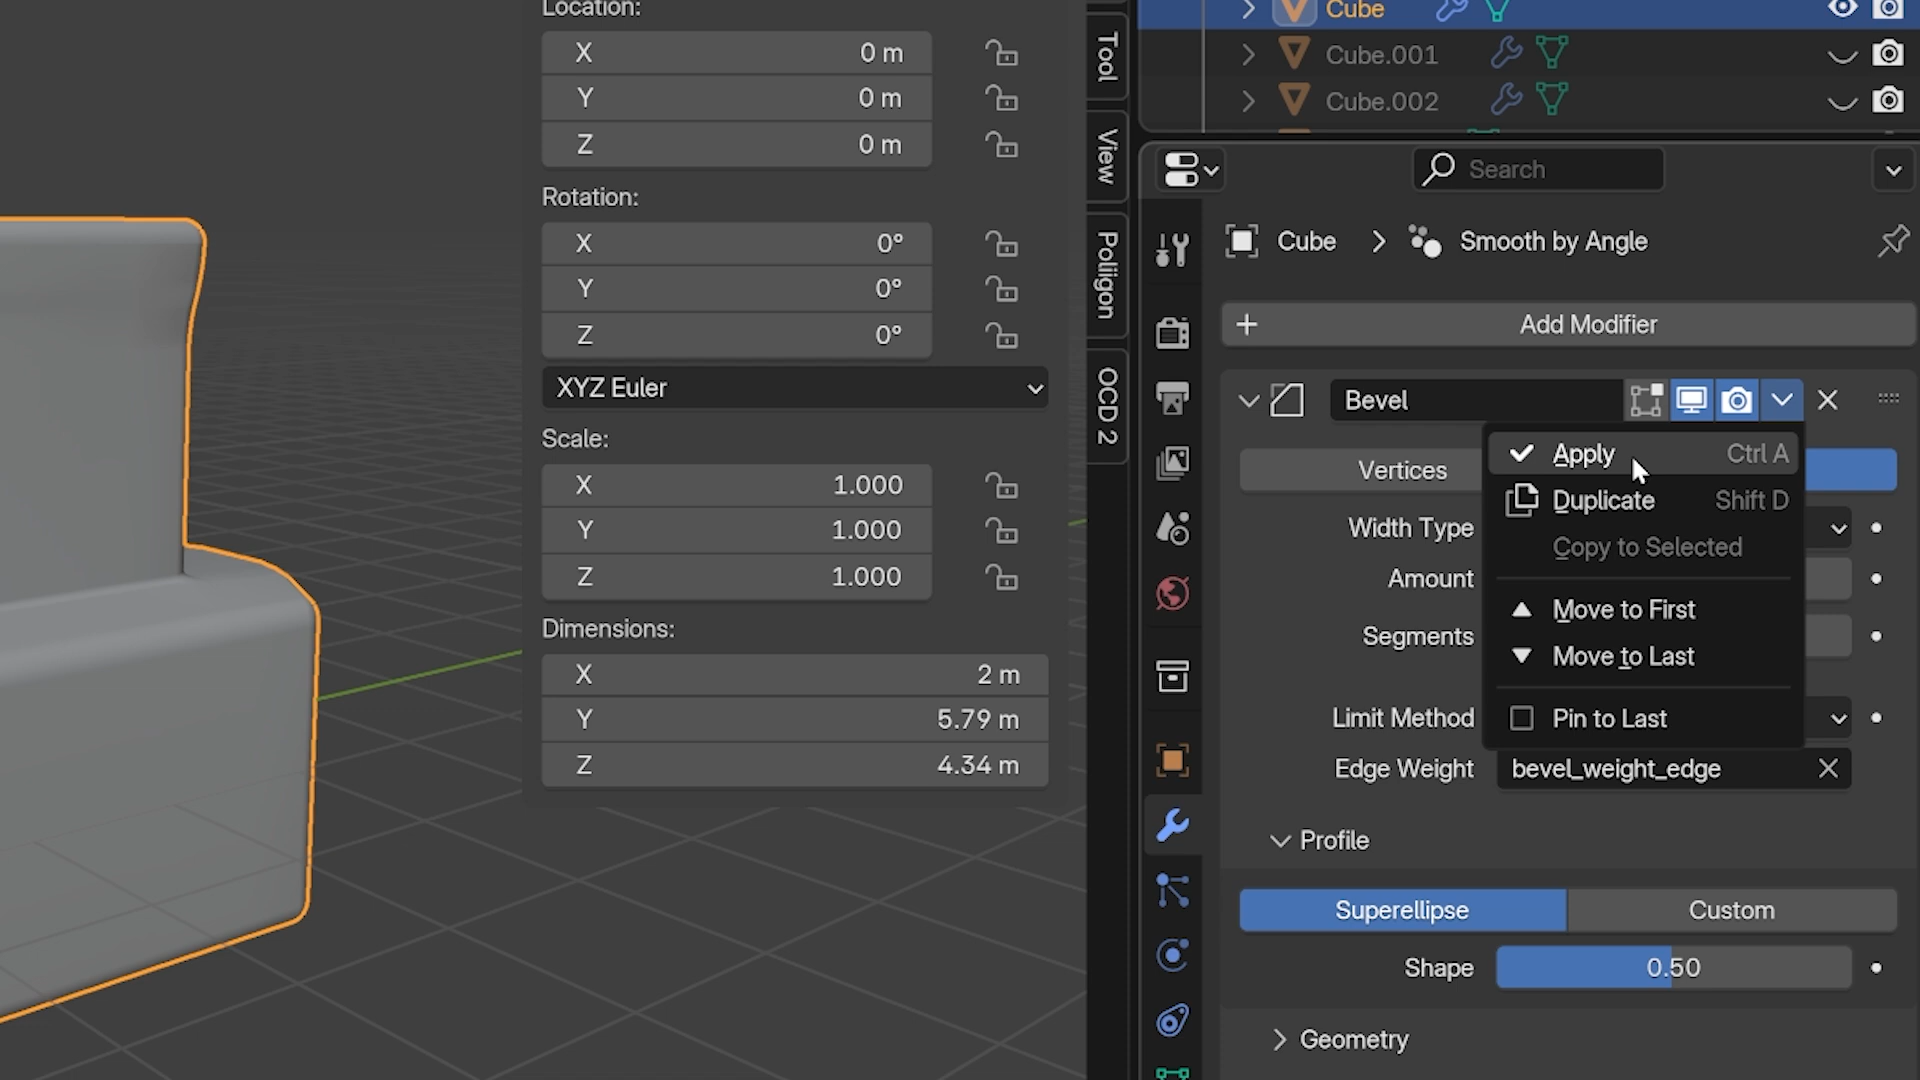 Location:
X 0 m
Y 0 m
Z 0 m
Rotation:
X 0°
Y 0°
Z 0°
XYZ Euler
Scale:
X 1.000
Y 1.000
Z 1.000
Dimensions:
X 2 m
Y 5.79 m
Z 4.34 m
Tool
View
Poliigon
OCD 2
Cube
Cube.001
Cube.002
Search
Cube > Smooth by Angle
+ Add Modifier
Bevel
Vertices
Apply Ctrl A
Duplicate Shift D
Copy to Selected
Move to First
Move to Last
Pin to Last
Width Type
Amount
Segments
Limit Method
Edge Weight bevel_weight_edge
Profile
Superellipse Custom
Shape 0.50
Geometry